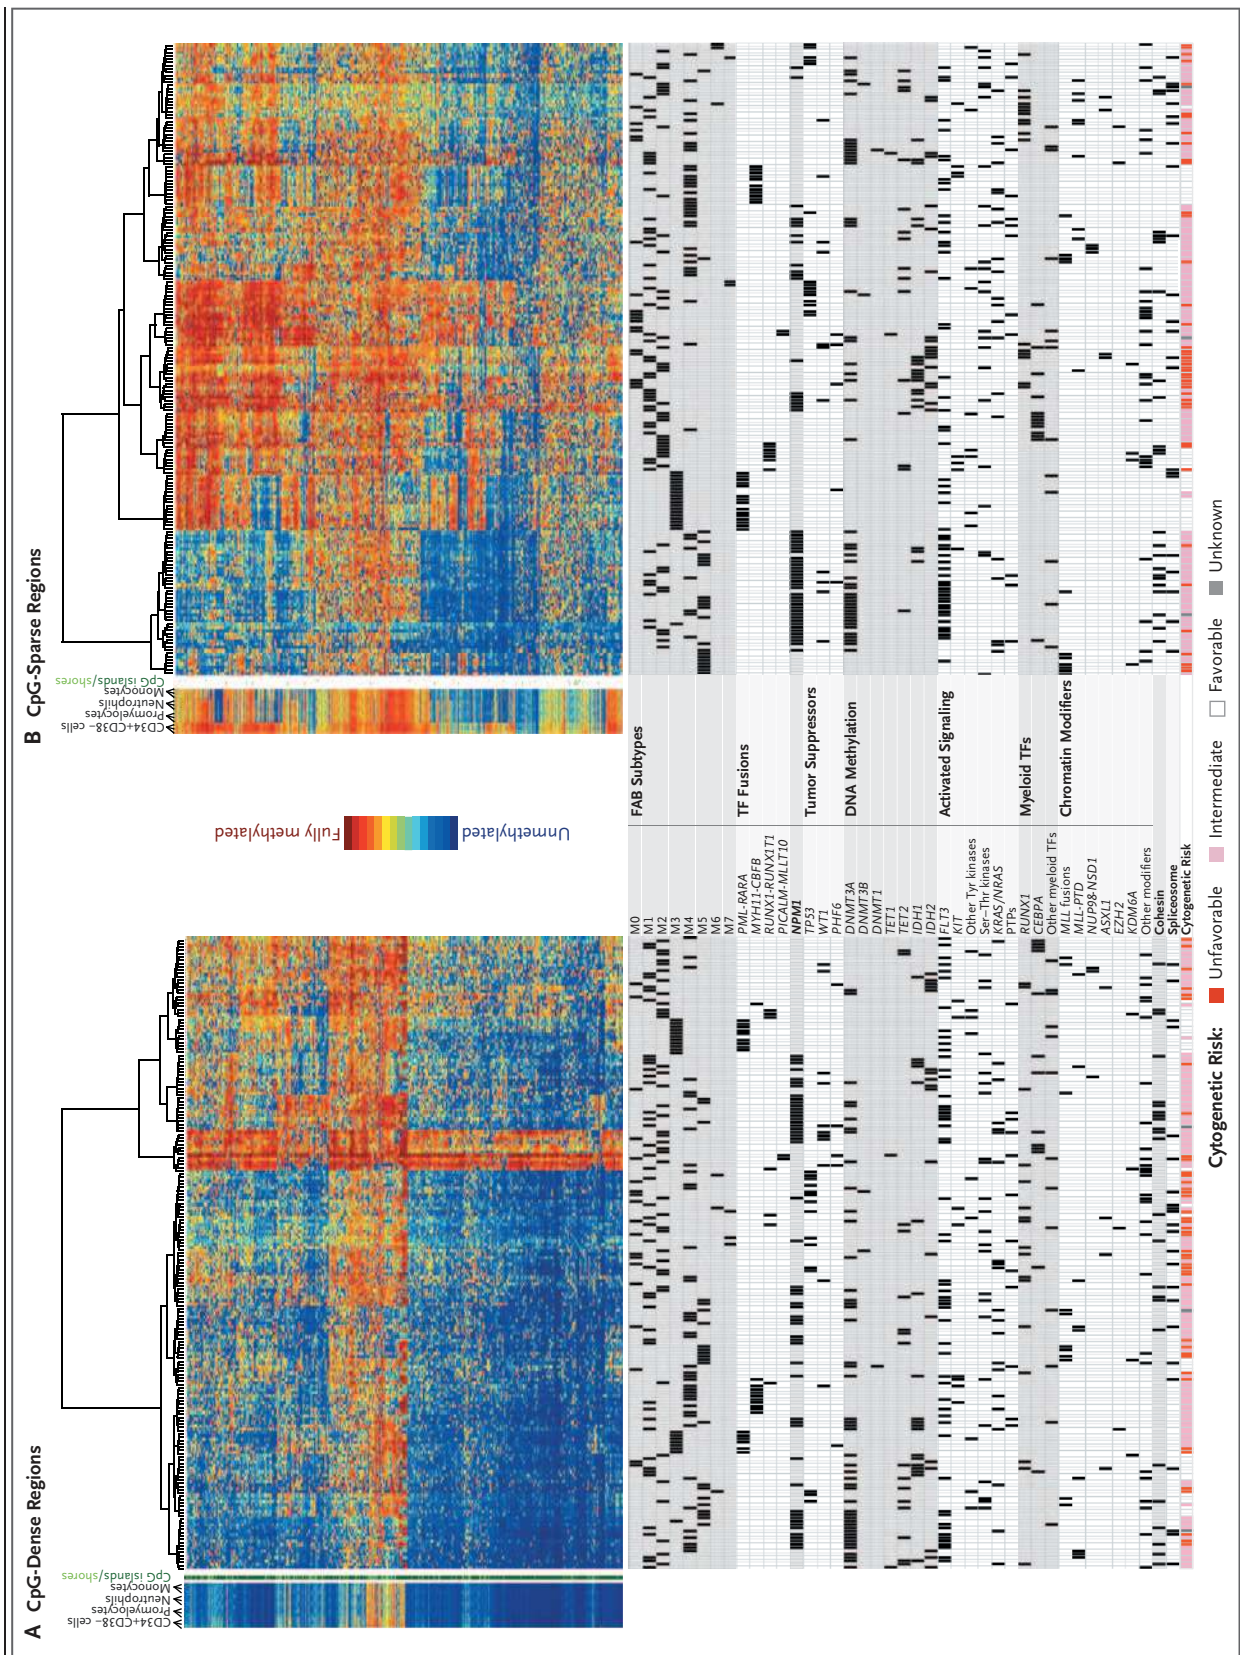 A CpG-Dense Regions
CD34+CD38− cells
Promyelocytes
Neutrophils
Monocytes
CpG islands/shores
Fully methylated
Unmethylated
B CpG-Sparse Regions
CD34+CD38− cells
Promyelocytes
Neutrophils
Monocytes
CpG islands/shores
M0 FAB Subtypes
M1
M2
M3
M4
M5
M6
M7
PML-RARA TF Fusions
MYH11-CBFB
RUNX1-RUNX1T1
PICALM-MLLT10
NPM1
TP53 Tumor Suppressors
WT1
PHF6
DNMT3A DNA Methylation
DNMT3B
DNMT1
TET1
TET2
IDH1
IDH2
FLT3 Activated Signaling
KIT
Other Tyr kinases
Ser–Thr kinases
KRAS/NRAS
PTPs
RUNX1 Myeloid TFs
CEBPA
Other myeloid TFs
MLL fusions Chromatin Modifiers
MLL-PTD
NUP98-NSD1
ASXL1
EZH2
KDM6A
Other modifiers
Cohesin
Spliceosome
Cytogenetic Risk
Cytogenetic Risk: Unfavorable Intermediate Favorable Unknown